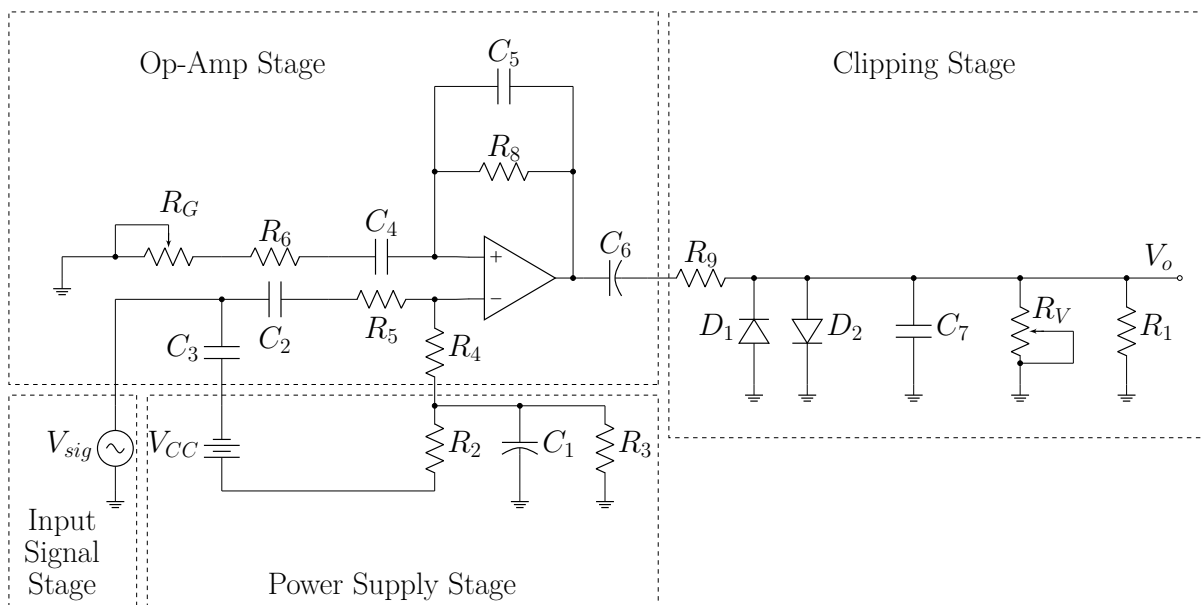 Op-Amp Stage
Clipping Stage
C5
R8
RG
R6
C4
+
−
C6
R9
Vo
C2
R5
C3
R4
D1
D2
C7
RV
R1
Vsig
VCC
R2
C1
R3
Input
Signal
Stage
Power Supply Stage